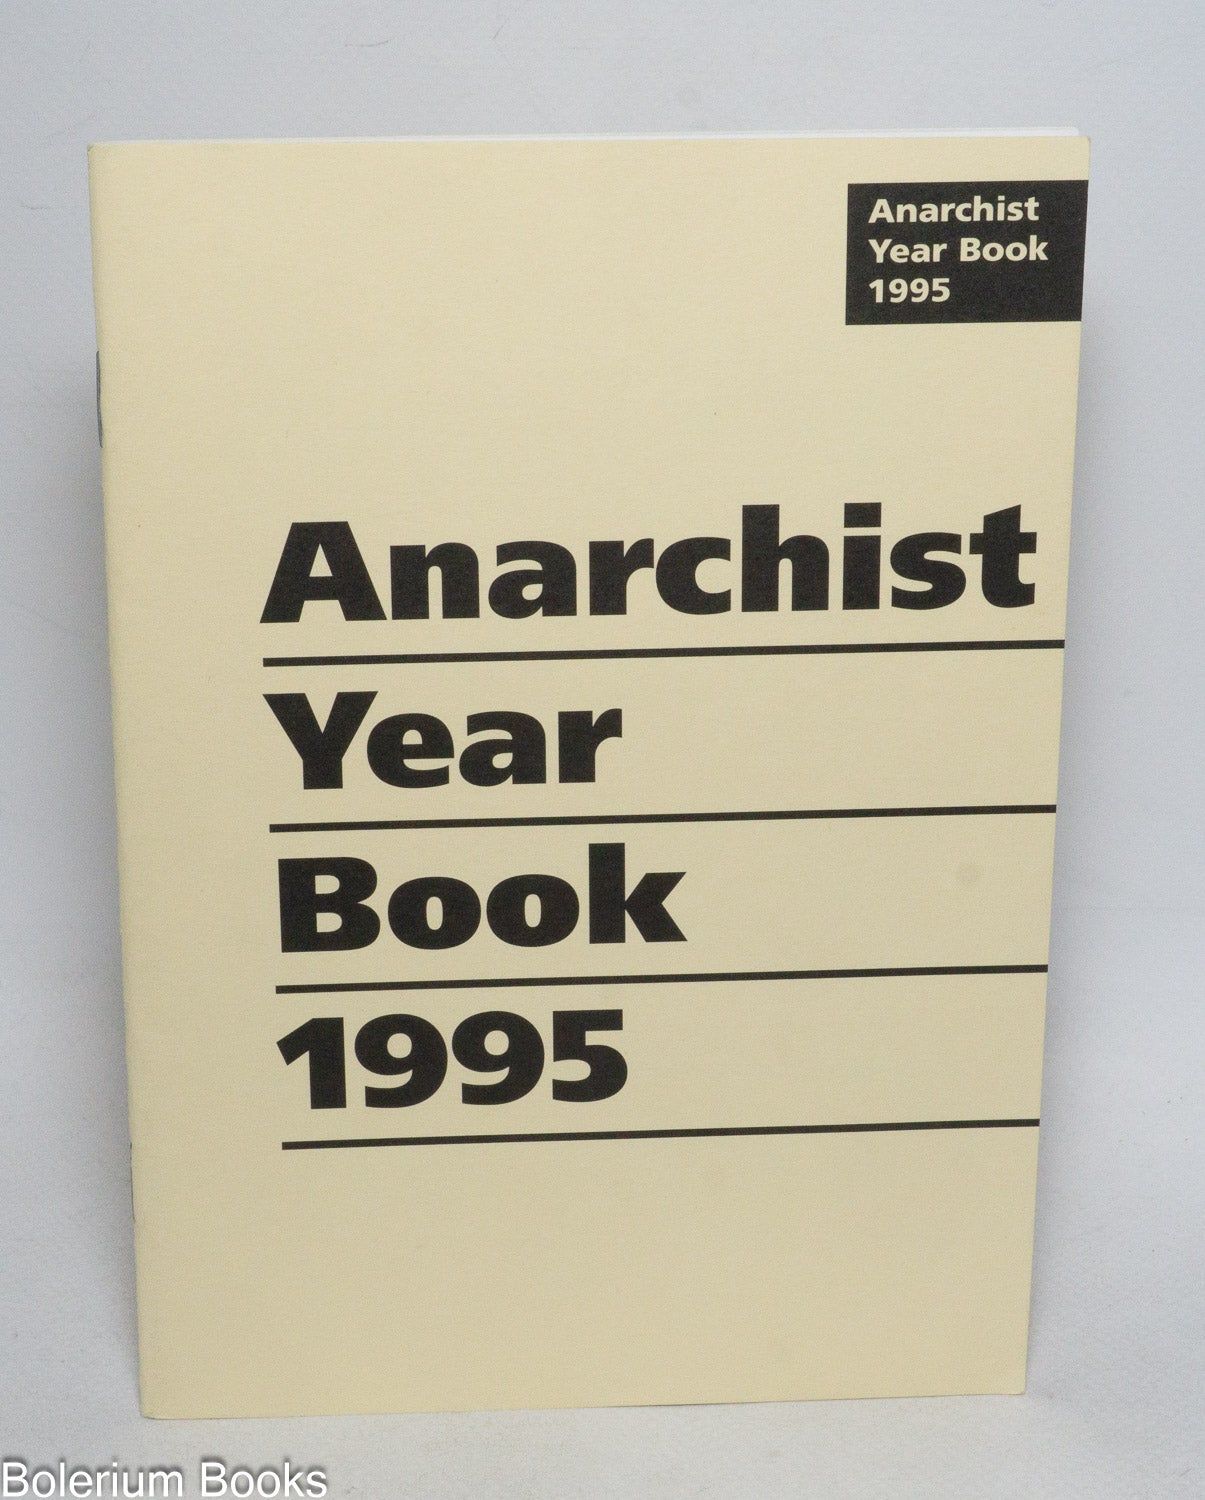 Anarchist
Year Book
1995
Anarchist
Year
Book
1995
Bolerium Books